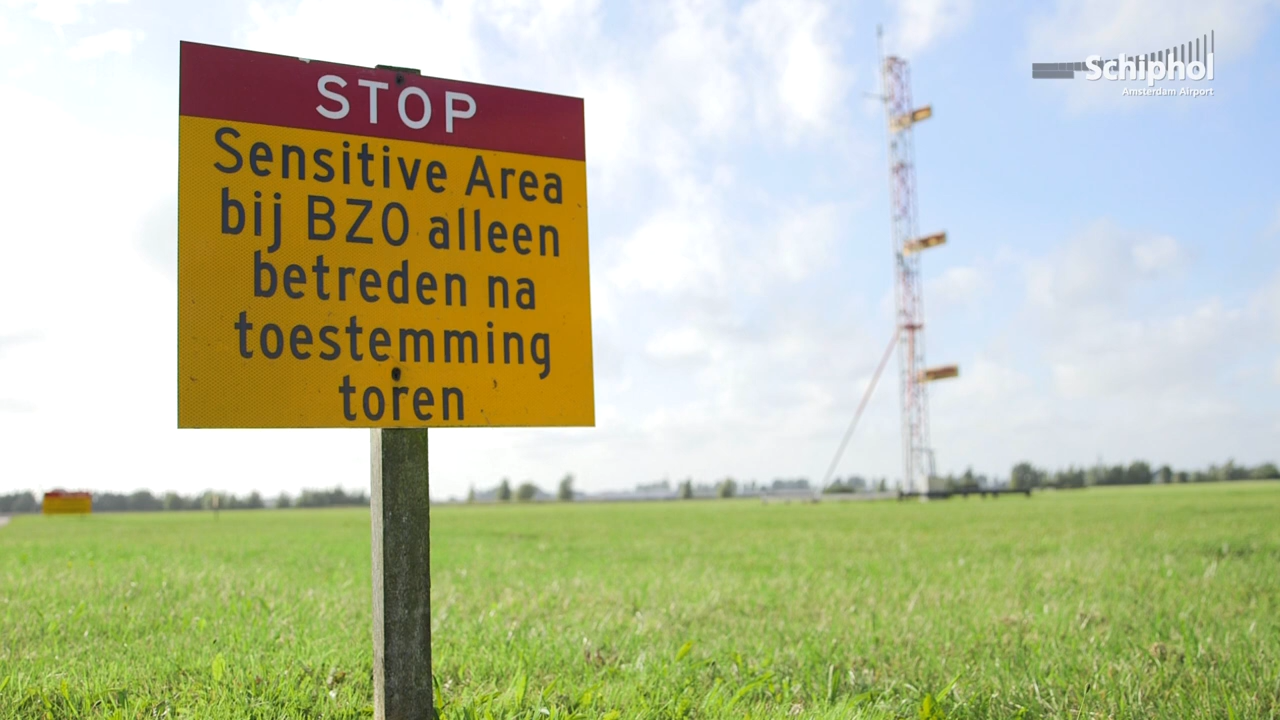 STOP
Sensitive Area
bij BZO alleen
betreden na
toestemming
toren
Schiphol
Amsterdam Airport